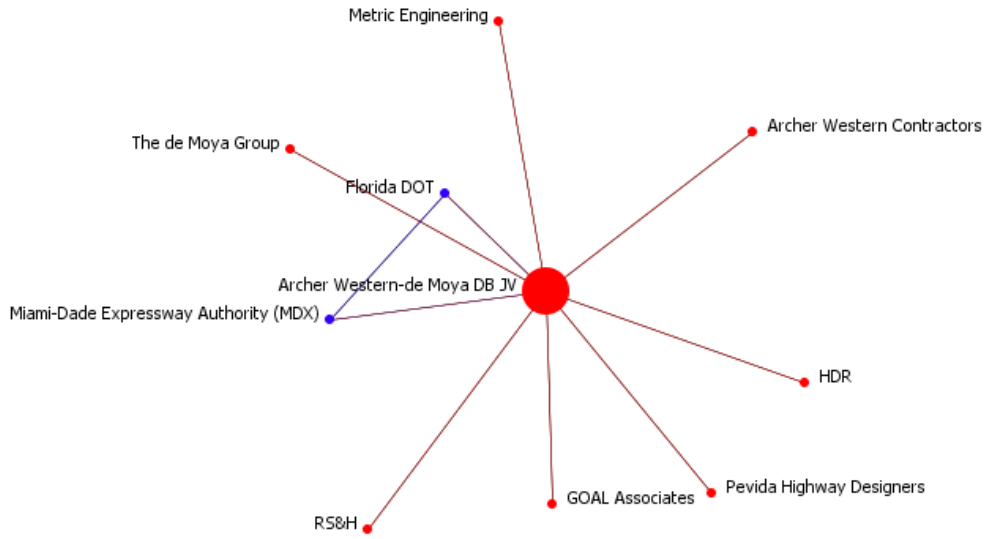 Metric Engineering
Archer Western Contractors
The de Moya Group
Florida DOT
Archer Western-de Moya DB JV
Miami-Dade Expressway Authority (MDX)
HDR
Pevida Highway Designers
GOAL Associates
RS&H